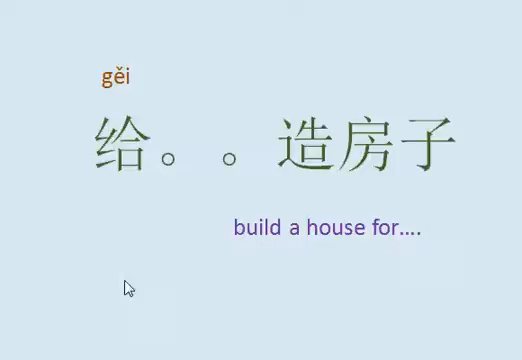 gěi
给。。造房子
build a house for....